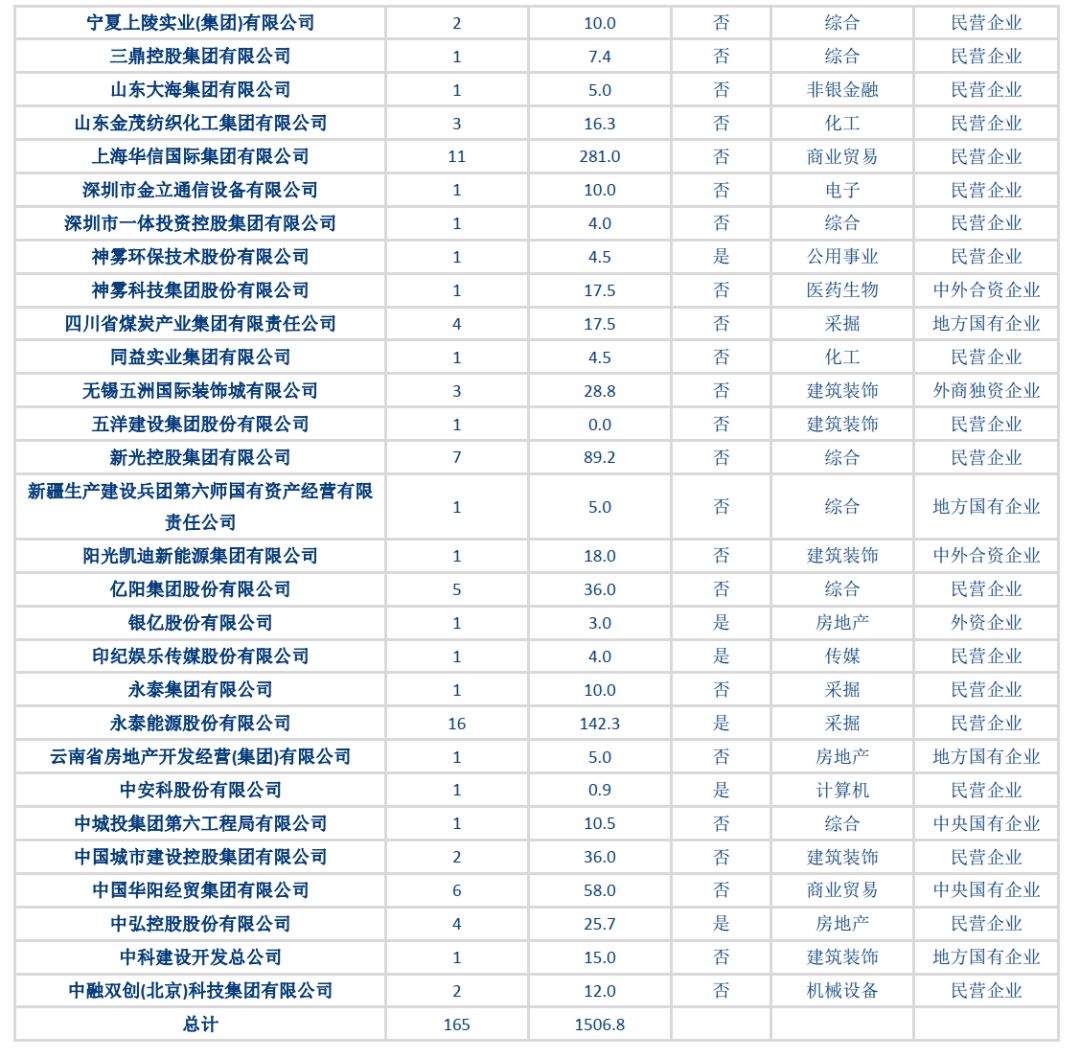 宁夏上陵实业(集团)有限公司 2 10.0 否 综合 民营企业
三鼎控股集团有限公司 1 7.4 否 综合 民营企业
山东大海集团有限公司 1 5.0 否 非银金融 民营企业
山东金茂纺织化工集团有限公司 3 16.3 否 化工 民营企业
上海华信国际集团有限公司 11 281.0 否 商业贸易 民营企业
深圳市金立通信设备有限公司 1 10.0 否 电子 民营企业
深圳市一体投资控股集团有限公司 1 4.0 否 综合 民营企业
神雾环保技术股份有限公司 1 4.5 是 公用事业 民营企业
神雾科技集团股份有限公司 1 17.5 否 医药生物 中外合资企业
四川省煤炭产业集团有限责任公司 4 17.5 否 采掘 地方国有企业
同益实业集团有限公司 1 4.5 否 化工 民营企业
无锡五洲国际装饰城有限公司 3 28.8 否 建筑装饰 外商独资企业
五洋建设集团股份有限公司 1 0.0 否 建筑装饰 民营企业
新光控股集团有限公司 7 89.2 否 综合 民营企业
新疆生产建设兵团第六师国有资产经营有限
责任公司 1 5.0 否 综合 地方国有企业
阳光凯迪新能源集团有限公司 1 18.0 否 建筑装饰 中外合资企业
亿阳集团股份有限公司 5 36.0 否 综合 民营企业
银亿股份有限公司 1 3.0 是 房地产 外资企业
印纪娱乐传媒股份有限公司 1 4.0 是 传媒 民营企业
永泰集团有限公司 1 10.0 否 采掘 民营企业
永泰能源股份有限公司 16 142.3 是 采掘 民营企业
云南省房地产开发经营(集团)有限公司 1 5.0 否 房地产 地方国有企业
中安科股份有限公司 1 0.9 是 计算机 民营企业
中城投集团第六工程局有限公司 1 10.5 否 综合 中央国有企业
中国城市建设控股集团有限公司 2 36.0 否 建筑装饰 民营企业
中国华阳经贸集团有限公司 6 58.0 否 商业贸易 中央国有企业
中弘控股股份有限公司 4 25.7 是 房地产 民营企业
中科建设开发总公司 1 15.0 否 建筑装饰 地方国有企业
中融双创(北京)科技集团有限公司 2 12.0 否 机械设备 民营企业
总计 165 1506.8